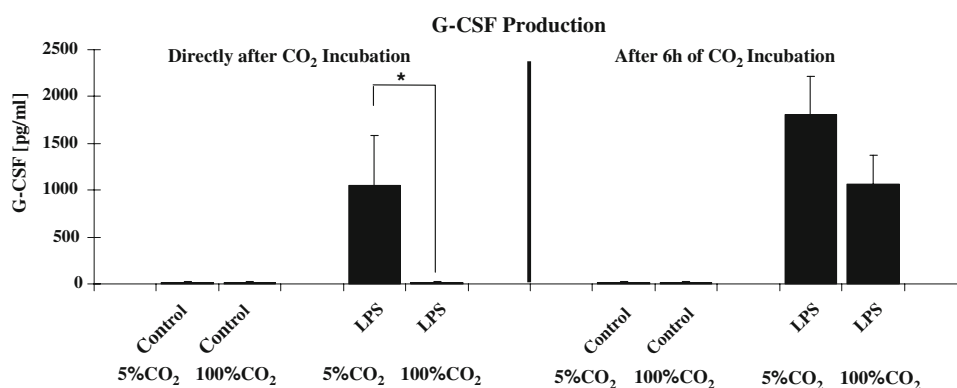 G-CSF Production
Directly after CO₂ Incubation
After 6h of CO₂ Incubation
*
G-CSF [pg/ml]
2500
2000
1500
1000
500
0
Control Control LPS LPS Control Control LPS LPS
5%CO₂ 100%CO₂ 5%CO₂ 100%CO₂ 5%CO₂ 100%CO₂ 5%CO₂ 100%CO₂